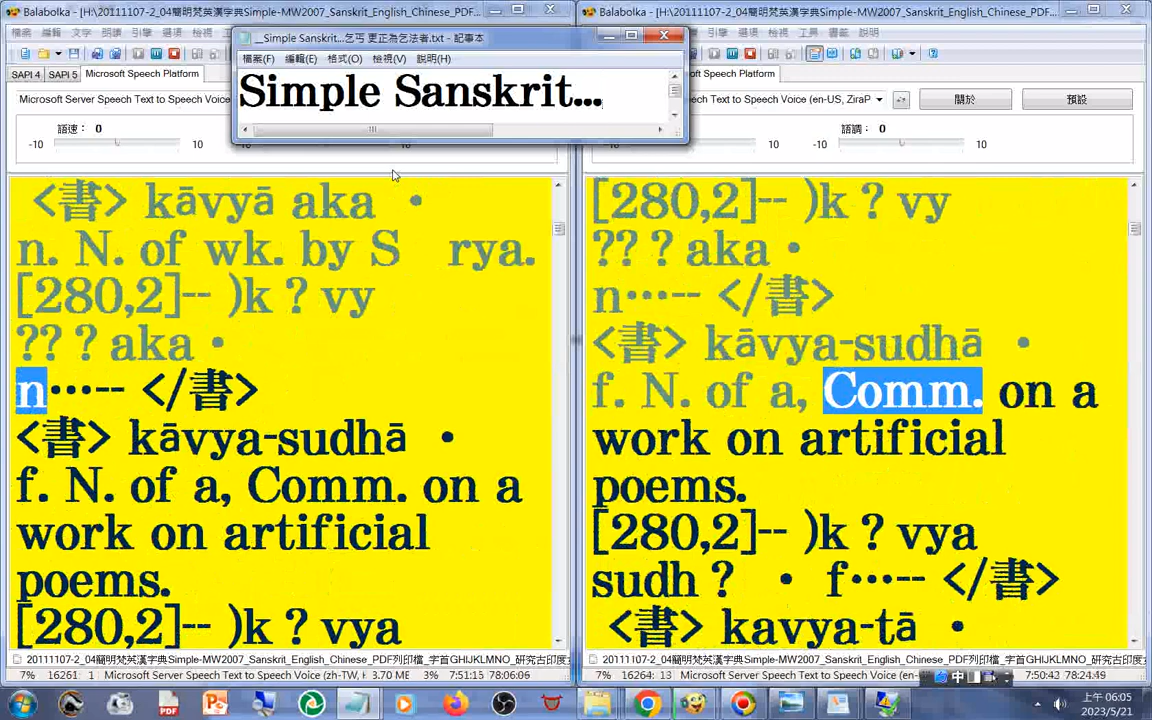 Balabolka - [H:\20111107-2_04簡明梵英漢字典Simple-MW2007_Sanskrit_English_Chinese_PDF...
Balabolka - [H:\20111107-2_04簡明梵英漢字典Simple-MW2007_Sanskrit_English_Chinese_PDF...
__Simple Sanskrit...乞丐 更正為乞法者.txt - 記事本
檔案(F) 編輯(E) 格式(O) 檢視(V) 說明(H)
Simple Sanskrit...
SAPI 4 SAPI 5 Microsoft Speech Platform
Microsoft Server Speech Text to Speech Voice
語速： 0
-10 10
ft Speech Platform
ch Text to Speech Voice (en-US, ZiraP 關於 預設
語調： 0
10 -10 10
<書> kāvyā aka •
n. N. of wk. by S rya.
[280,2]-- )k ? vy
?? ? aka •
n…-- </書>
<書> kāvya-sudhā •
f. N. of a, Comm. on a
work on artificial
poems.
[280,2]-- )k ? vya
[280,2]-- )k ? vy
?? ? aka •
n…-- </書>
<書> kāvya-sudhā •
f. N. of a, Comm. on a
work on artificial
poems.
[280,2]-- )k ? vya
sudh ? • f…-- </書>
<書> kavya-tā •
20111107-2_04簡明梵英漢字典Simple-MW2007_Sanskrit_English_Chinese_PDF列印檔_字首GHIJKLMNO_研究古印度
7% 16261: 1 Microsoft Server Speech Text to Speech Voice (zh-TW, H 3.70 ME 3% 7:51:15 / 78:06:06
20111107-2_04簡明梵英漢字典Simple-MW2007_Sanskrit_English_Chinese_PDF列印檔_字首GHIJKLMNO_研究古印度
7% 16264: 13 Microsoft Server Speech Text to Speech Voice 7:50:42 / 78:24:49
中
上午 06:05
2023/5/21